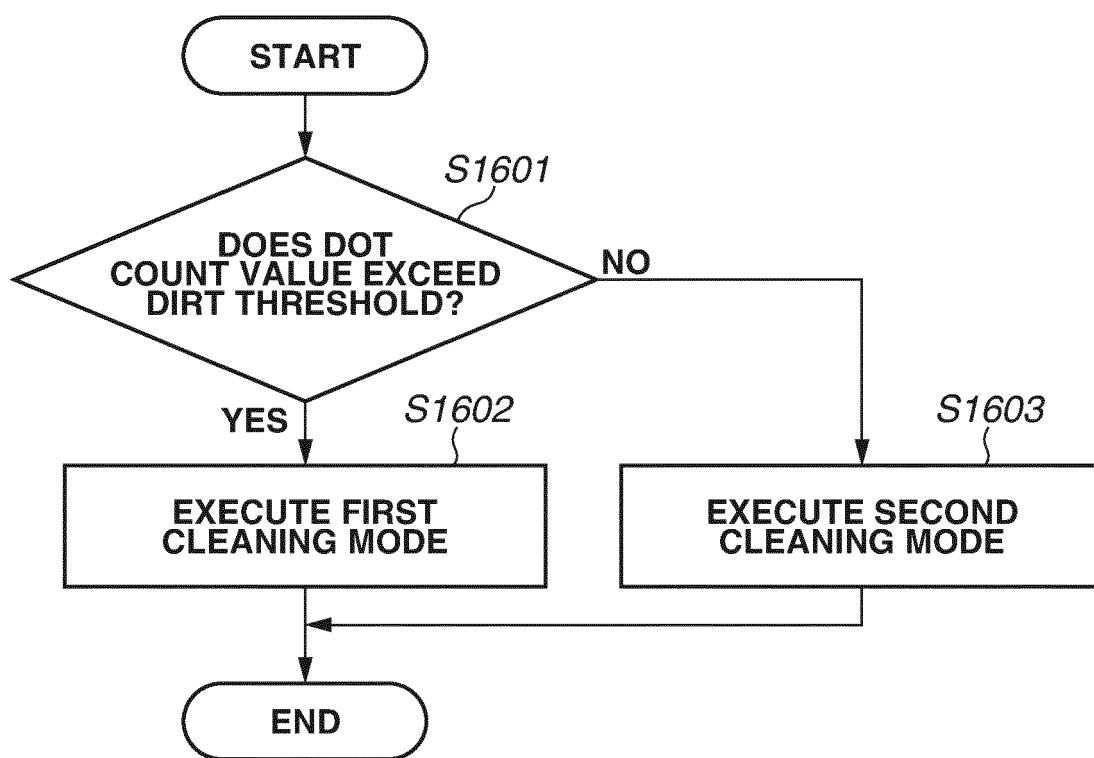 START
S1601
DOES DOT
COUNT VALUE EXCEED
DIRT THRESHOLD?
NO
YES
S1602
S1603
EXECUTE FIRST
CLEANING MODE
EXECUTE SECOND
CLEANING MODE
END